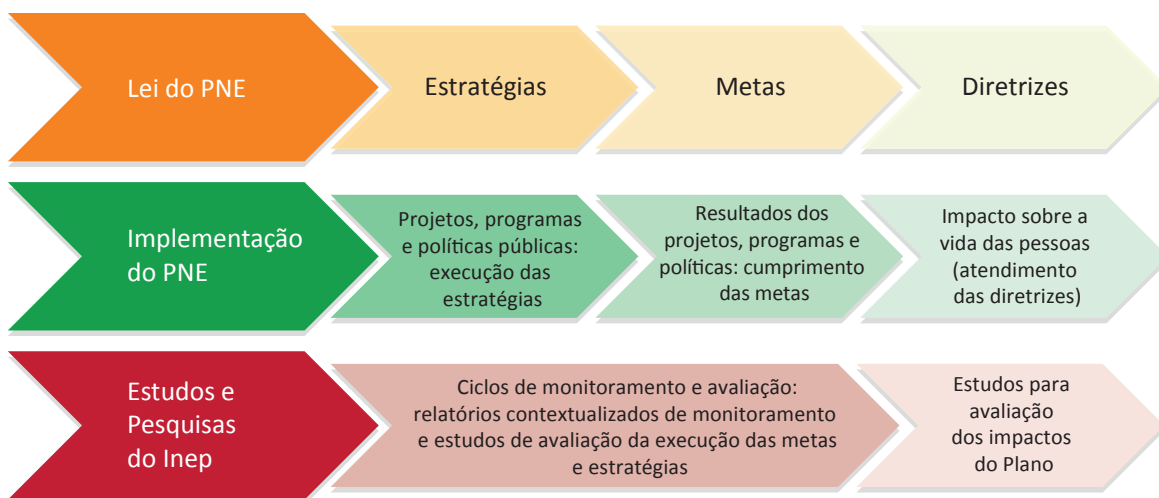 Lei do PNE
Estratégias
Metas
Diretrizes
Implementação
do PNE
Projetos, programas
e políticas públicas:
execução das
estratégias
Resultados dos
projetos, programas e
políticas: cumprimento
das metas
Impacto sobre a
vida das pessoas
(atendimento
das diretrizes)
Estudos e
Pesquisas
do Inep
Ciclos de monitoramento e avaliação:
relatórios contextualizados de monitoramento
e estudos de avaliação da execução das metas
e estratégias
Estudos para
avaliação
dos impactos
do Plano